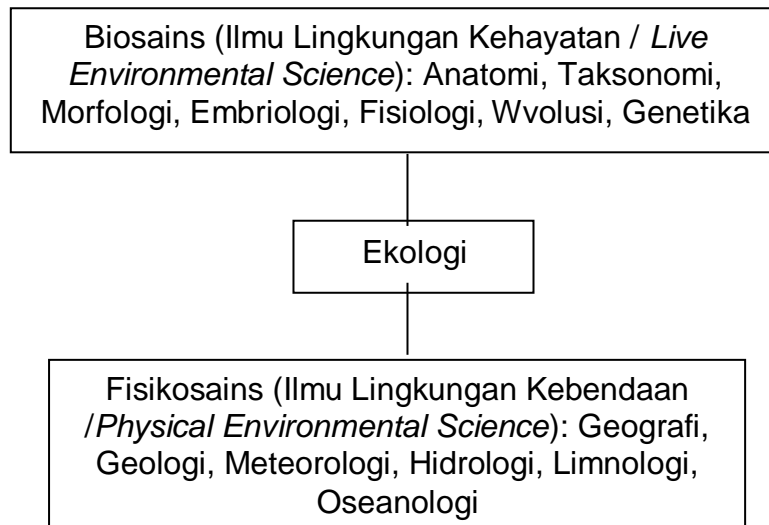 Biosains (Ilmu Lingkungan Kehayatan / Live
Environmental Science): Anatomi, Taksonomi,
Morfologi, Embriologi, Fisiologi, Wvolusi, Genetika
Ekologi
Fisikosains (Ilmu Lingkungan Kebendaan
/Physical Environmental Science): Geografi,
Geologi, Meteorologi, Hidrologi, Limnologi,
Oseanologi